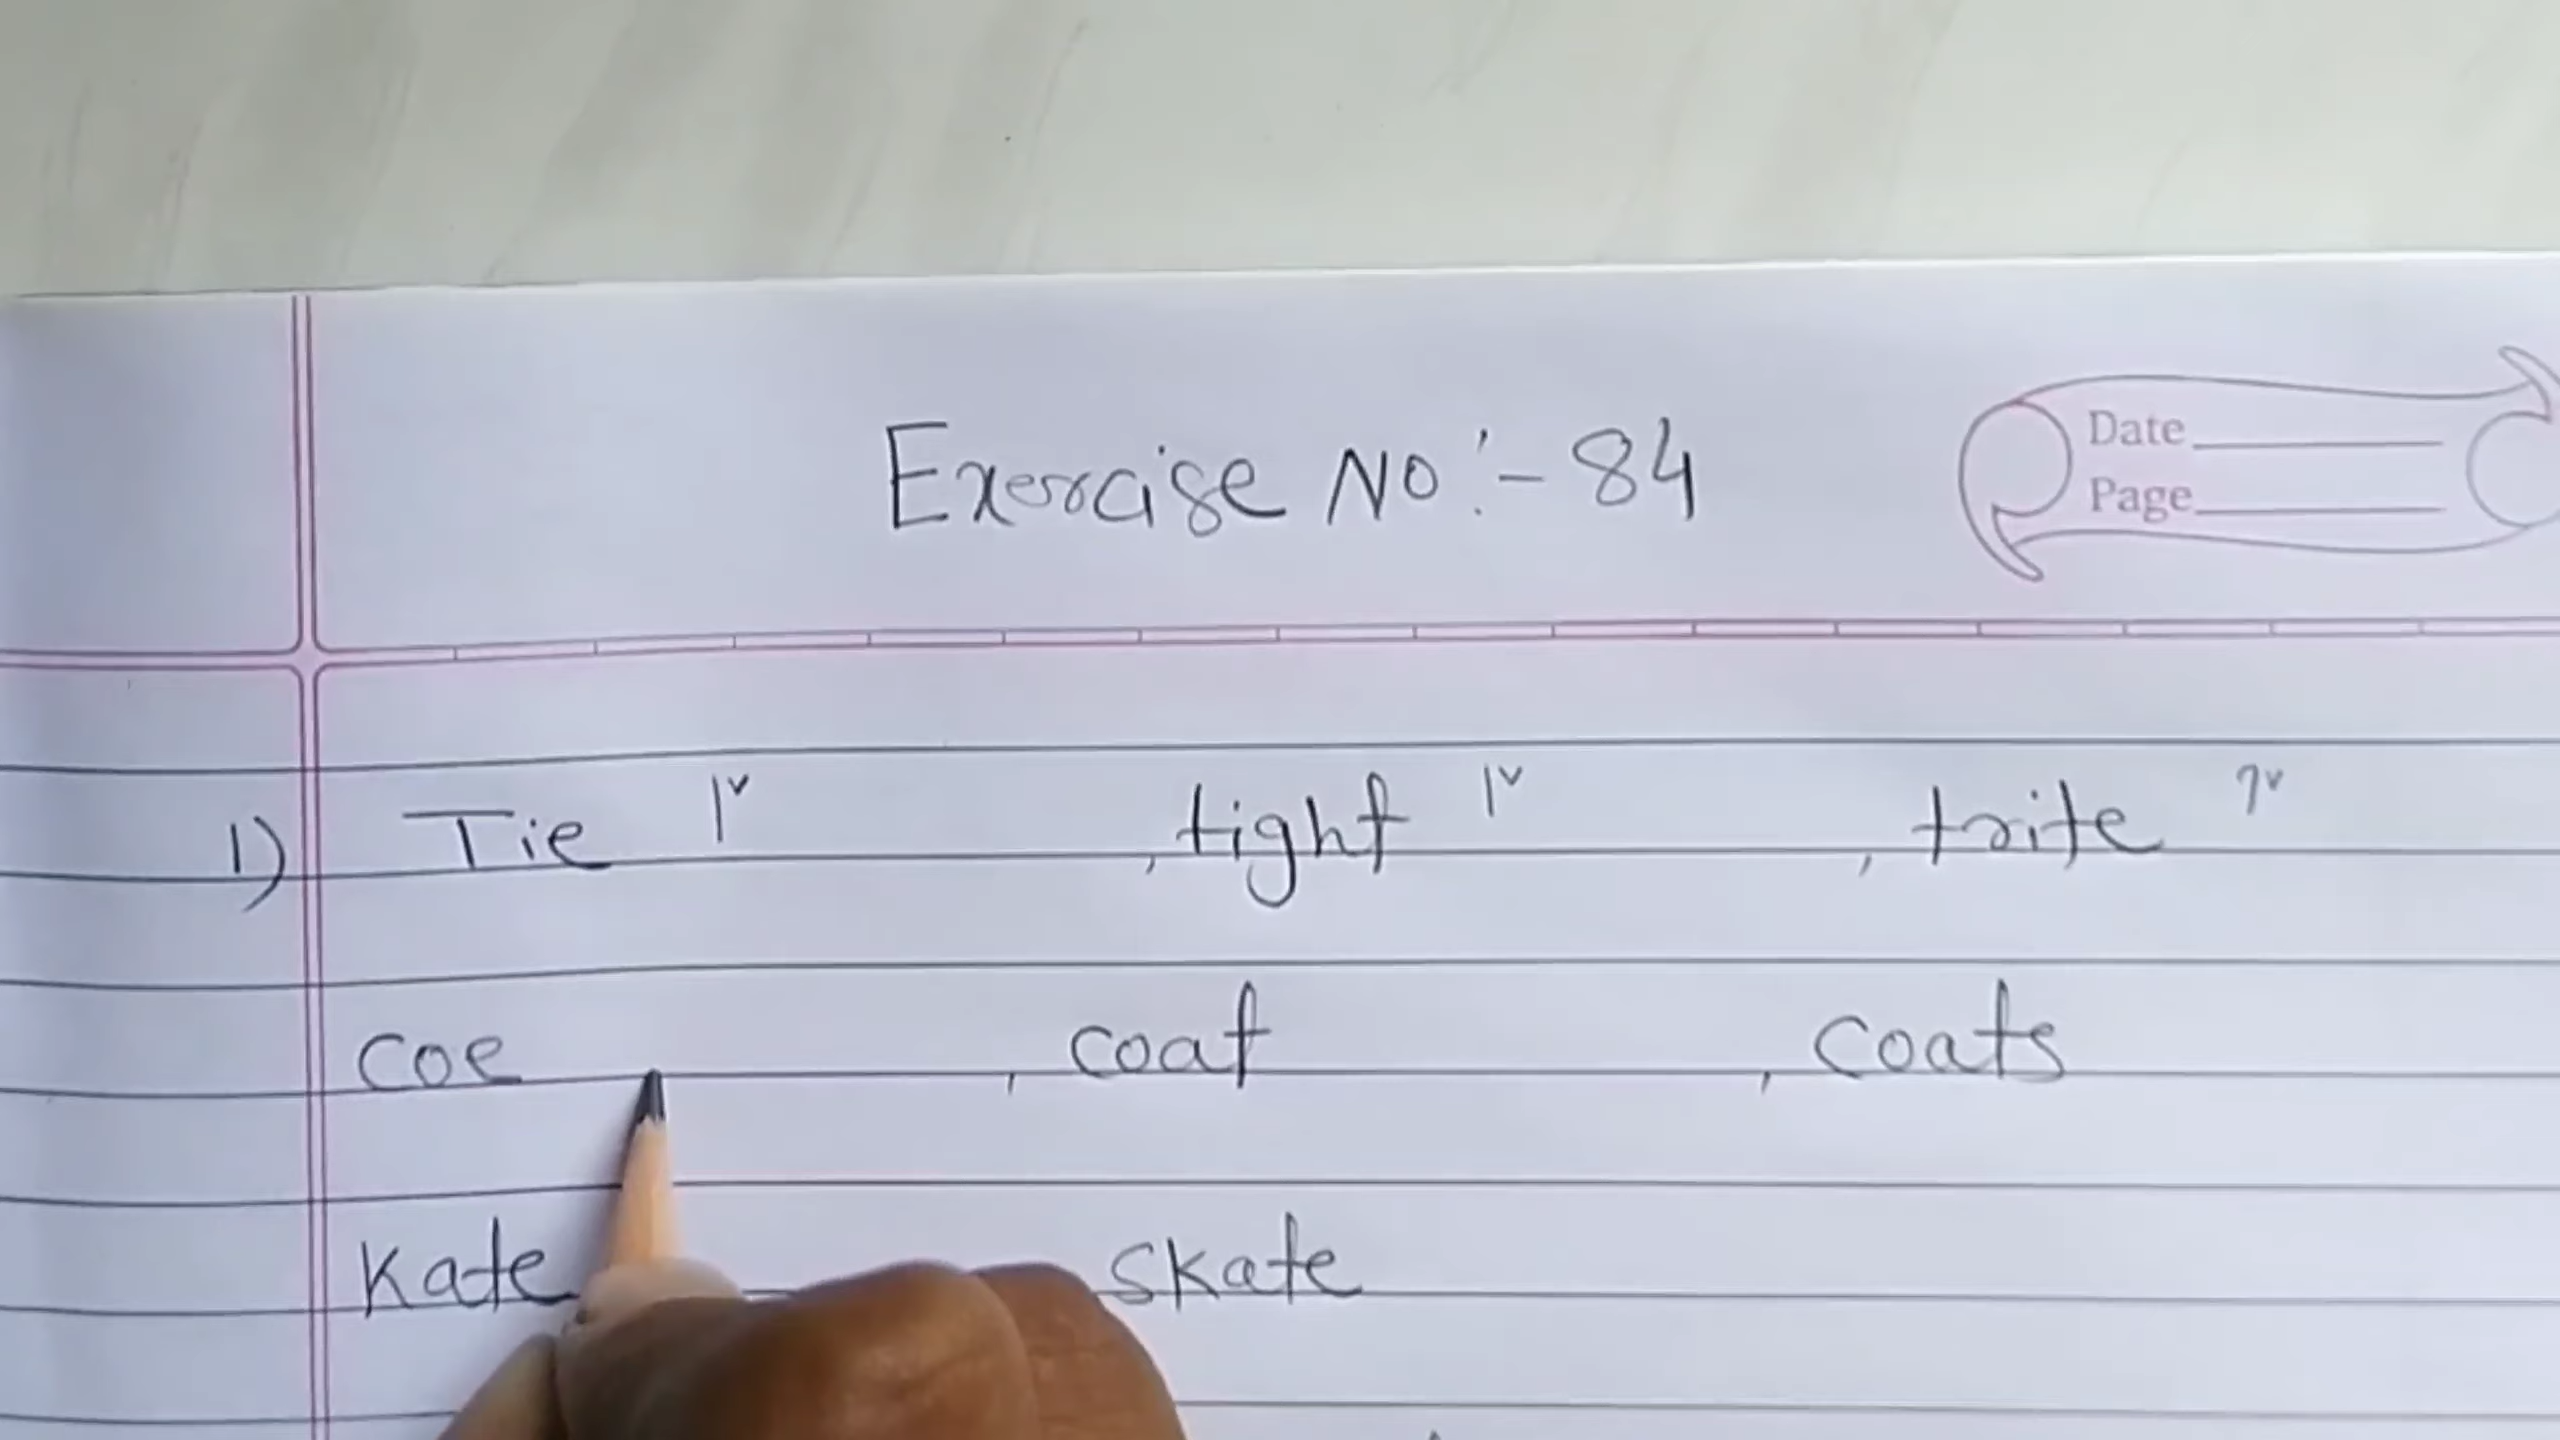 Exercise No :- 84
Date
Page
1) Tie , tight , trite
coe , coat , coats
Kate skate